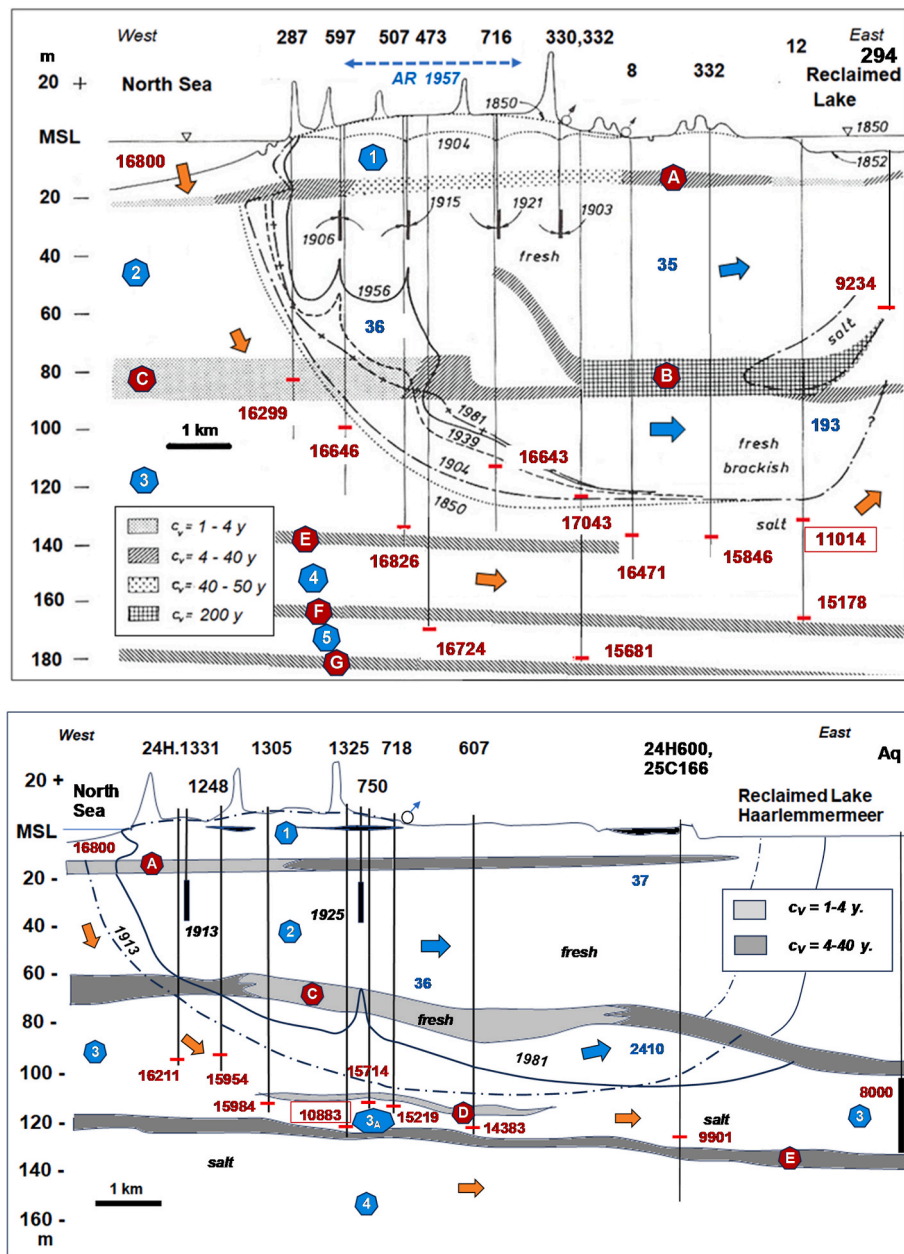 West 287 597 507 473 716 330,332 12 East
m AR 1957 8 332 294
20 + North Sea 1850 Reclaimed
Lake
MSL 1904 1850
16800 1 1852
A
20
1915 1921 1903
1906
40 fresh
2 35
1956 9234
60
36 salt
80 C B
16299 1981 193
100 1 km 16646 1939 16643 fresh ?
1904 brackish
120 3 1850
c_v = 1 - 4 y 17043 salt
140 E 16826 16471 15846 11014
c_v = 4 - 40 y
4
160 c_v = 40 - 50 y F 15178
5 16724 15681
180 c_v = 200 y G
West 24H.1331 1305 1325 718 607 24H600, East
25C166 Aq
20 + 1248 750
North Reclaimed Lake
Sea Haarlemmermeer
MSL 1
16800
A
20 - 37
c_v = 1-4 y.
40 - 1913 1925 2
1913 c_v = 4-40 y.
fresh
60 - 36
C
80 - fresh
3 1981 2410
100 - 16211 15954 15714 8000
15984 10883 15219 D salt 3
120 - 3A 14383 9901
E
140 - salt
1 km
160 - 4
m